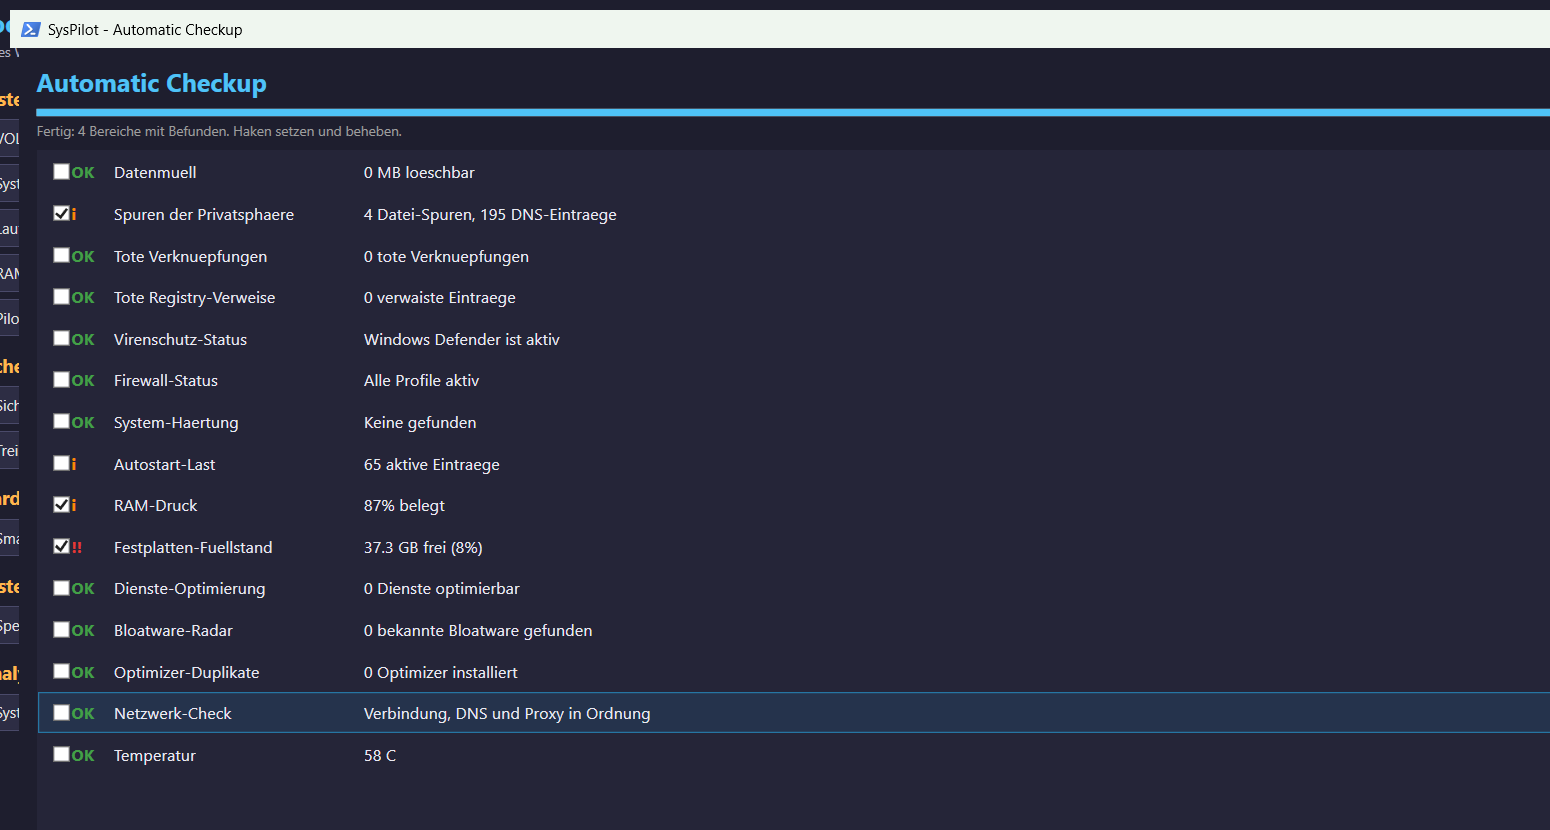 SysPilot - Automatic Checkup
Automatic Checkup
Fertig: 4 Bereiche mit Befunden. Haken setzen und beheben.
OK Datenmuell 0 MB loeschbar
i Spuren der Privatsphaere 4 Datei-Spuren, 195 DNS-Eintraege
OK Tote Verknuepfungen 0 tote Verknuepfungen
OK Tote Registry-Verweise 0 verwaiste Eintraege
OK Virenschutz-Status Windows Defender ist aktiv
OK Firewall-Status Alle Profile aktiv
OK System-Haertung Keine gefunden
i Autostart-Last 65 aktive Eintraege
i RAM-Druck 87% belegt
!! Festplatten-Fuellstand 37.3 GB frei (8%)
OK Dienste-Optimierung 0 Dienste optimierbar
OK Bloatware-Radar 0 bekannte Bloatware gefunden
OK Optimizer-Duplikate 0 Optimizer installiert
OK Netzwerk-Check Verbindung, DNS und Proxy in Ordnung
OK Temperatur 58 C